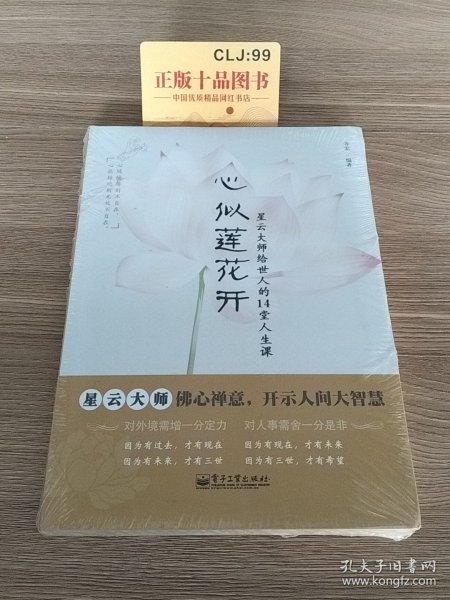 CLJ:99
正版十品图书
中国优质精品网红书店
心似莲花开
星云大师给世人的14堂人生课
编著
星云大师 佛心禅意，开示人间大智慧
对外境需增一分定力 对人事需舍一分是非
因为有过去，才有现在 因为有现在，才有未来
因为有未来，才有三世 因为有三世，才有希望
电子工业出版社
孔夫子旧书网
www.kongfz.com